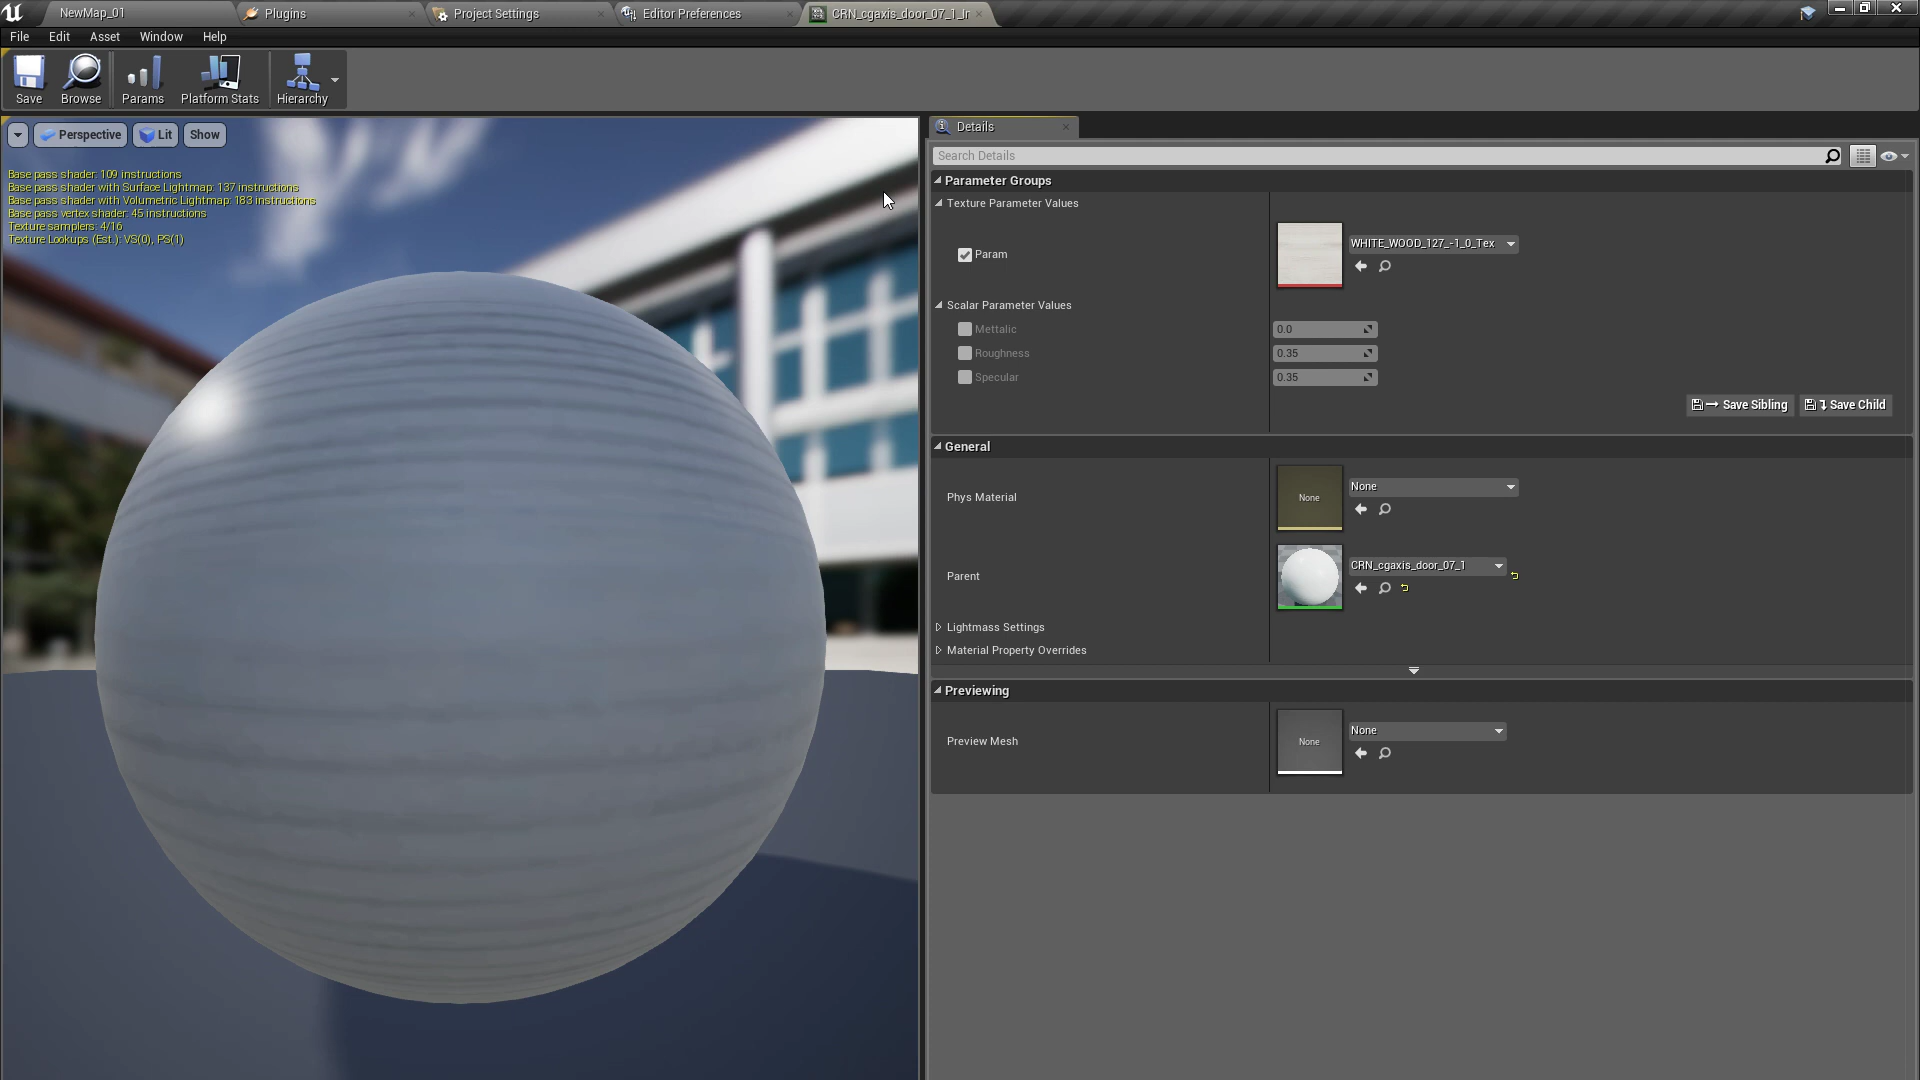 NewMap_01
Plugins
Project Settings
Editor Preferences
CRN_cgaxis_door_07_1_Ir
File
Edit
Asset
Window
Help
Save
Browse
Params
Platform Stats
Hierarchy
Perspective
Lit
Show
Base pass shader: 109 instructions
Base pass shader with Surface Lightmap: 137 instructions
Base pass shader with Volumetric Lightmap: 183 instructions
Base pass vertex shader: 45 instructions
Texture samplers: 4/16
Texture Lookups (Est.): VS(0), PS(1)
Details
Search Details
Parameter Groups
Texture Parameter Values
Param
WHITE_WOOD_127_-1_0_Tex
Scalar Parameter Values
Mettalic
0.0
Roughness
0.35
Specular
0.35
Save Sibling
Save Child
General
Phys Material
None
None
Parent
CRN_cgaxis_door_07_1
Lightmass Settings
Material Property Overrides
Previewing
Preview Mesh
None
None